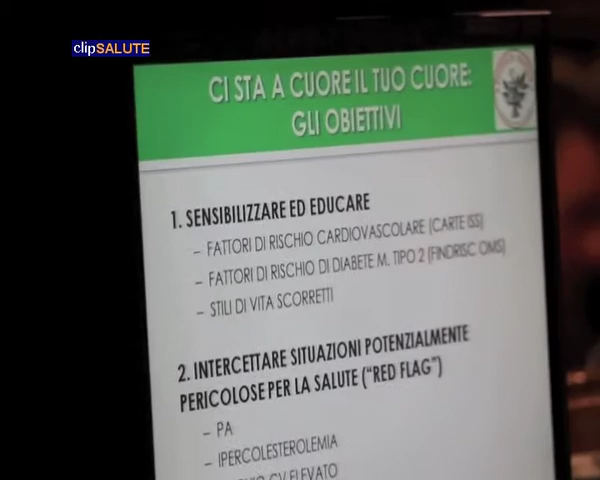 clipSALUTE
CI STA A CUORE IL TUO CUORE:
GLI OBIETTIVI
1. SENSIBILIZZARE ED EDUCARE
– FATTORI DI RISCHIO CARDIOVASCOLARE (CARTE ISS)
– FATTORI DI RISCHIO DI DIABETE M. TIPO 2 (FINDRISC OMS)
– STILI DI VITA SCORRETTI
2. INTERCETTARE SITUAZIONI POTENZIALMENTE
PERICOLOSE PER LA SALUTE ("RED FLAG")
– PA
– IPERCOLESTEROLEMIA
CV ELEVATO